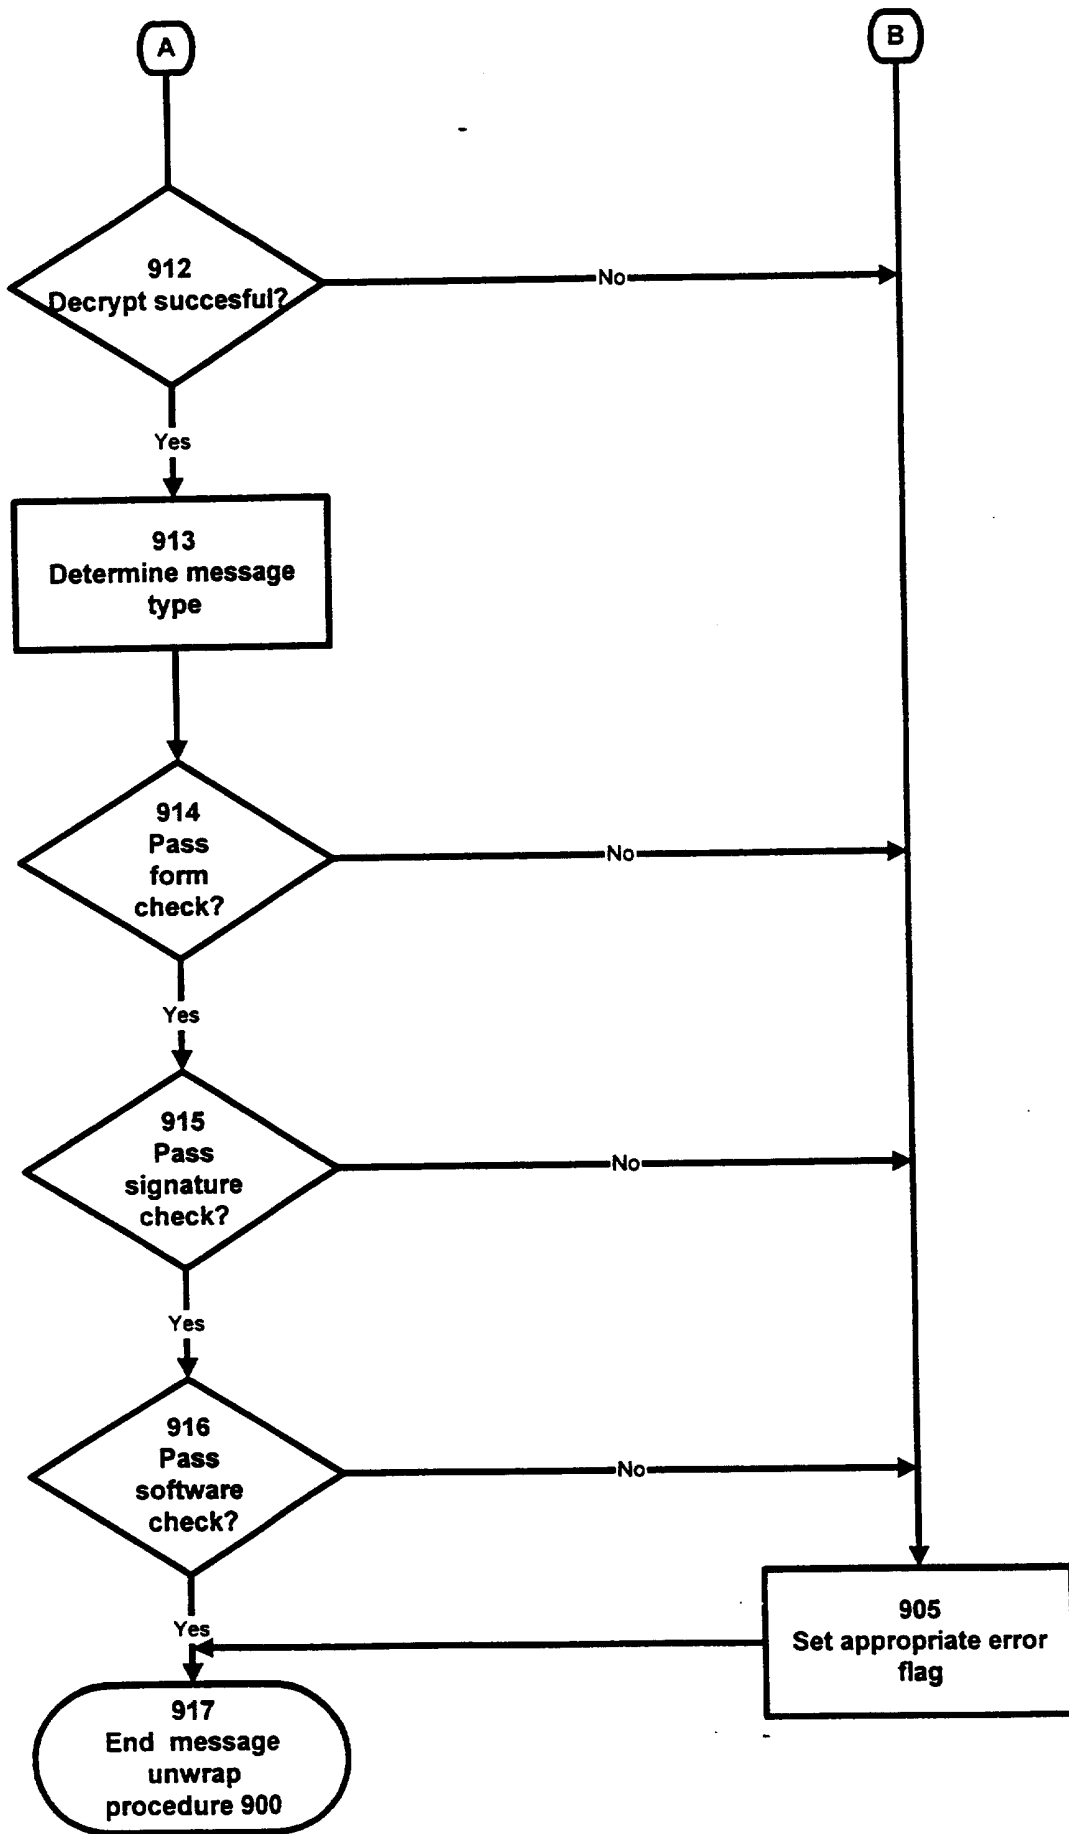 A
B
912
Decrypt succesful?
No
Yes
913
Determine message
type
914
Pass
form
check?
No
Yes
915
Pass
signature
check?
No
Yes
916
Pass
software
check?
No
Yes
905
Set appropriate error
flag
917
End message
unwrap
procedure 900